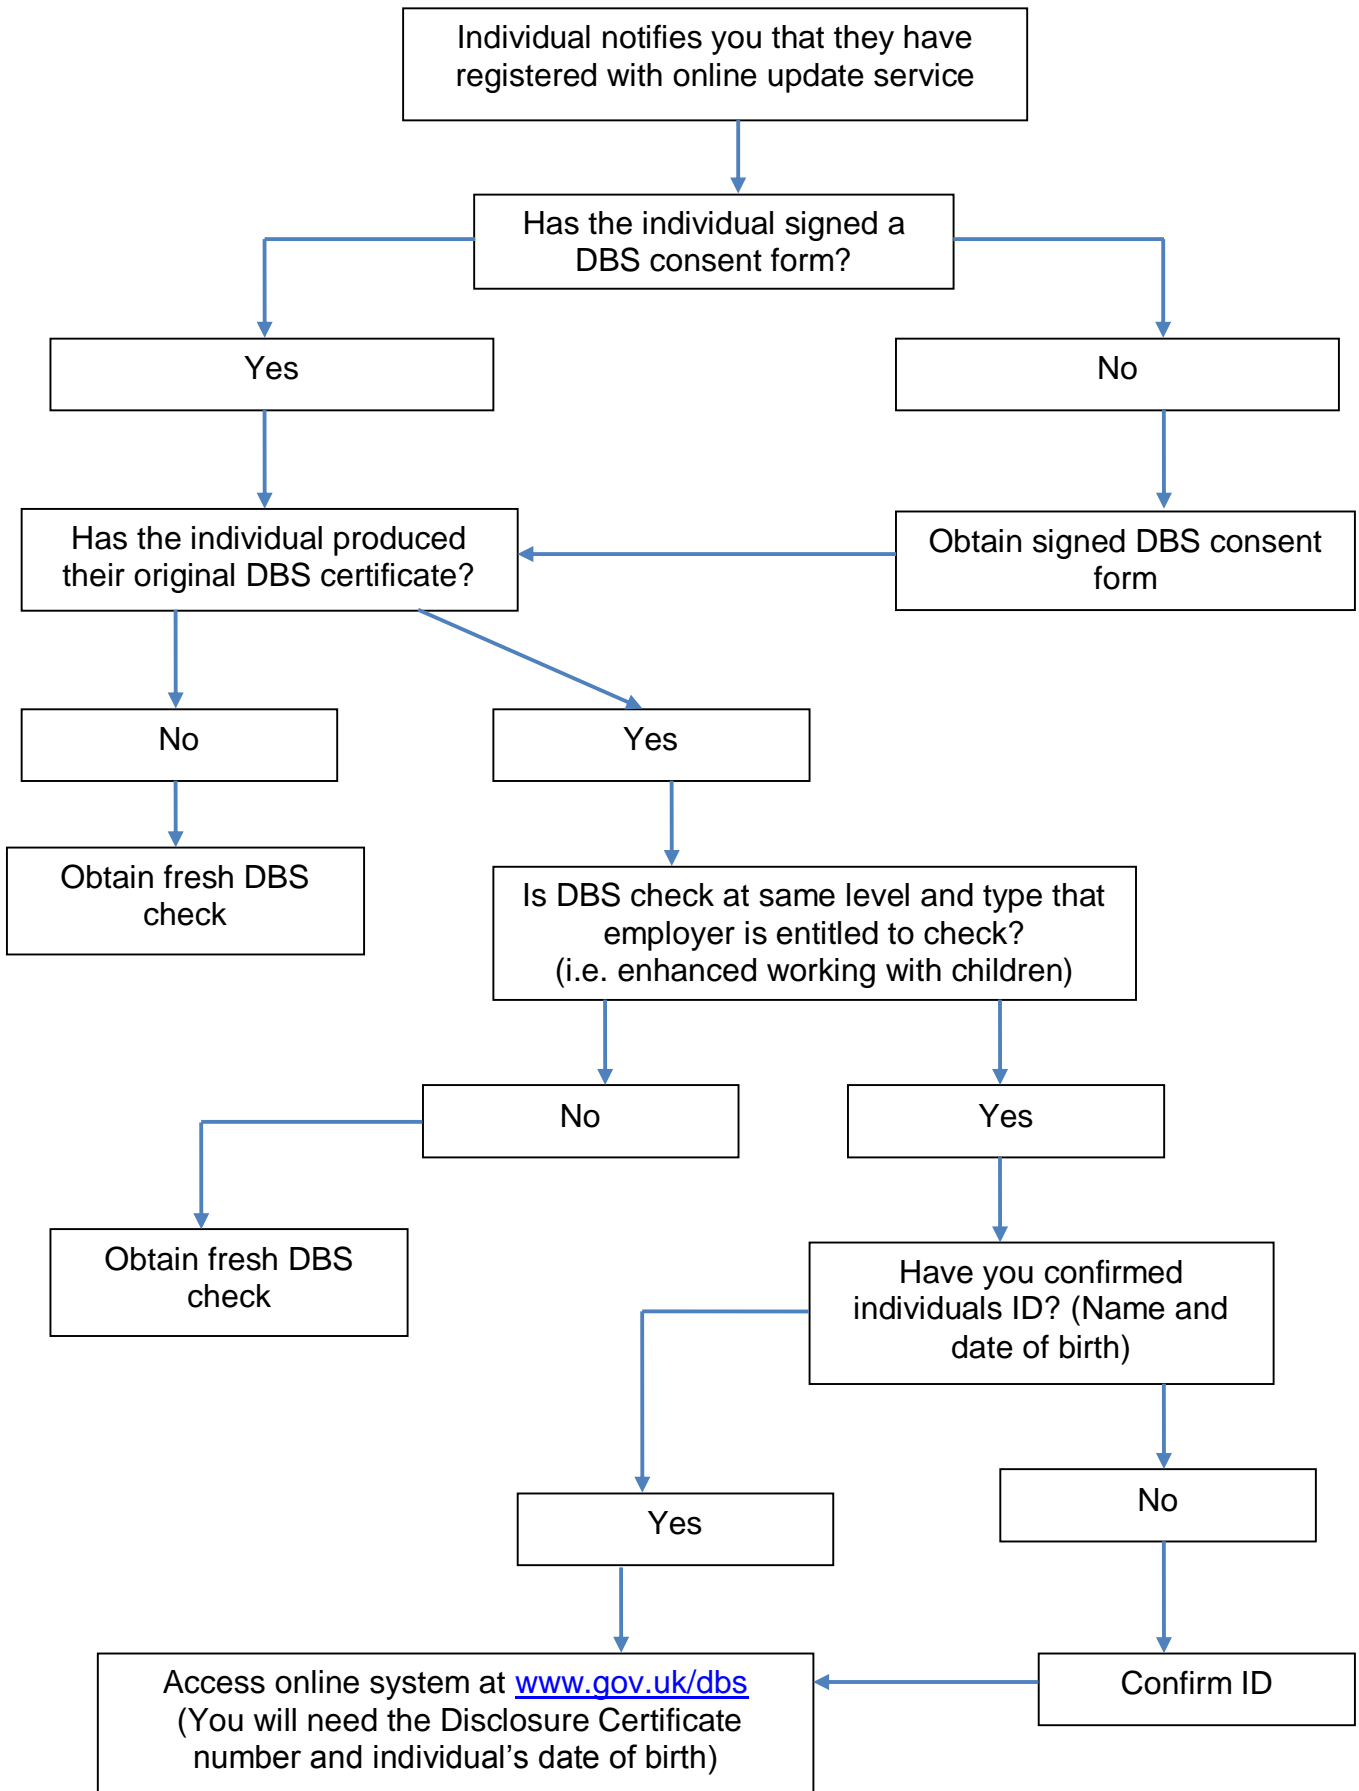 Individual notifies you that they have
registered with online update service
Has the individual signed a
DBS consent form?
Yes
No
Has the individual produced
their original DBS certificate?
Obtain signed DBS consent
form
No
Yes
Obtain fresh DBS
check
Is DBS check at same level and type that
employer is entitled to check?
(i.e. enhanced working with children)
No
Yes
Obtain fresh DBS
check
Have you confirmed
individuals ID? (Name and
date of birth)
Yes
No
Access online system at www.gov.uk/dbs
(You will need the Disclosure Certificate
number and individual’s date of birth)
Confirm ID